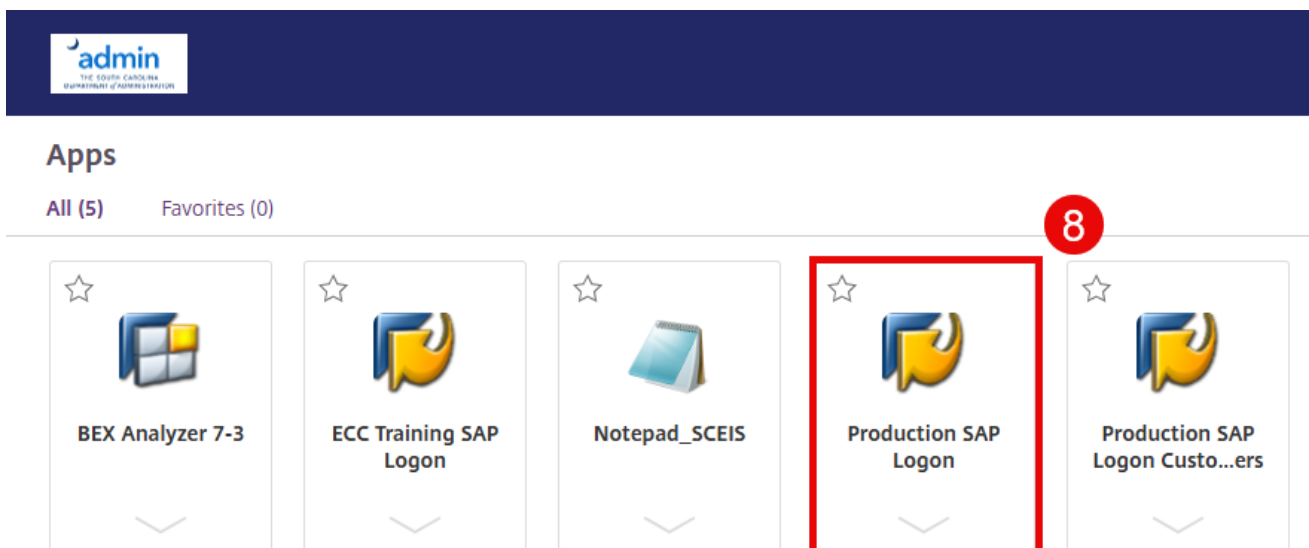 admin
THE SOUTH CAROLINA
DEPARTMENT of ADMINISTRATION
Apps
All (5)
Favorites (0)
8
BEX Analyzer 7-3
ECC Training SAP
Logon
Notepad_SCEIS
Production SAP
Logon
Production SAP
Logon Custo...ers